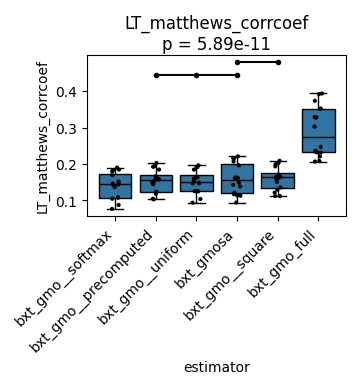 LT_matthews_corrcoef
p = 5.89e-11
LT_matthews_corrcoef
0.4
0.3
0.2
0.1
bxt_gmo__softmax
bxt_gmo__precomputed
bxt_gmo__uniform
bxt_gmosa
bxt_gmo__square
bxt_gmo_full
estimator